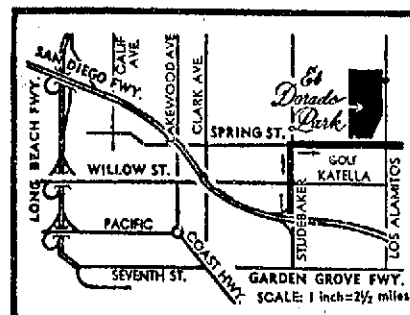 SAN DIEGO FWY.
CALIF. AVE.
LAKEWOOD AVE
CLARK AVE.
El Dorado Park
SPRING ST.
LONG BEACH FWY.
WILLOW ST.
GOLF
KATELLA
STUDEBAKER
LOS ALAMITOS
PACIFIC
COAST HWY.
SEVENTH ST.
GARDEN GROVE FWY.
SCALE: 1 inch=2½ miles